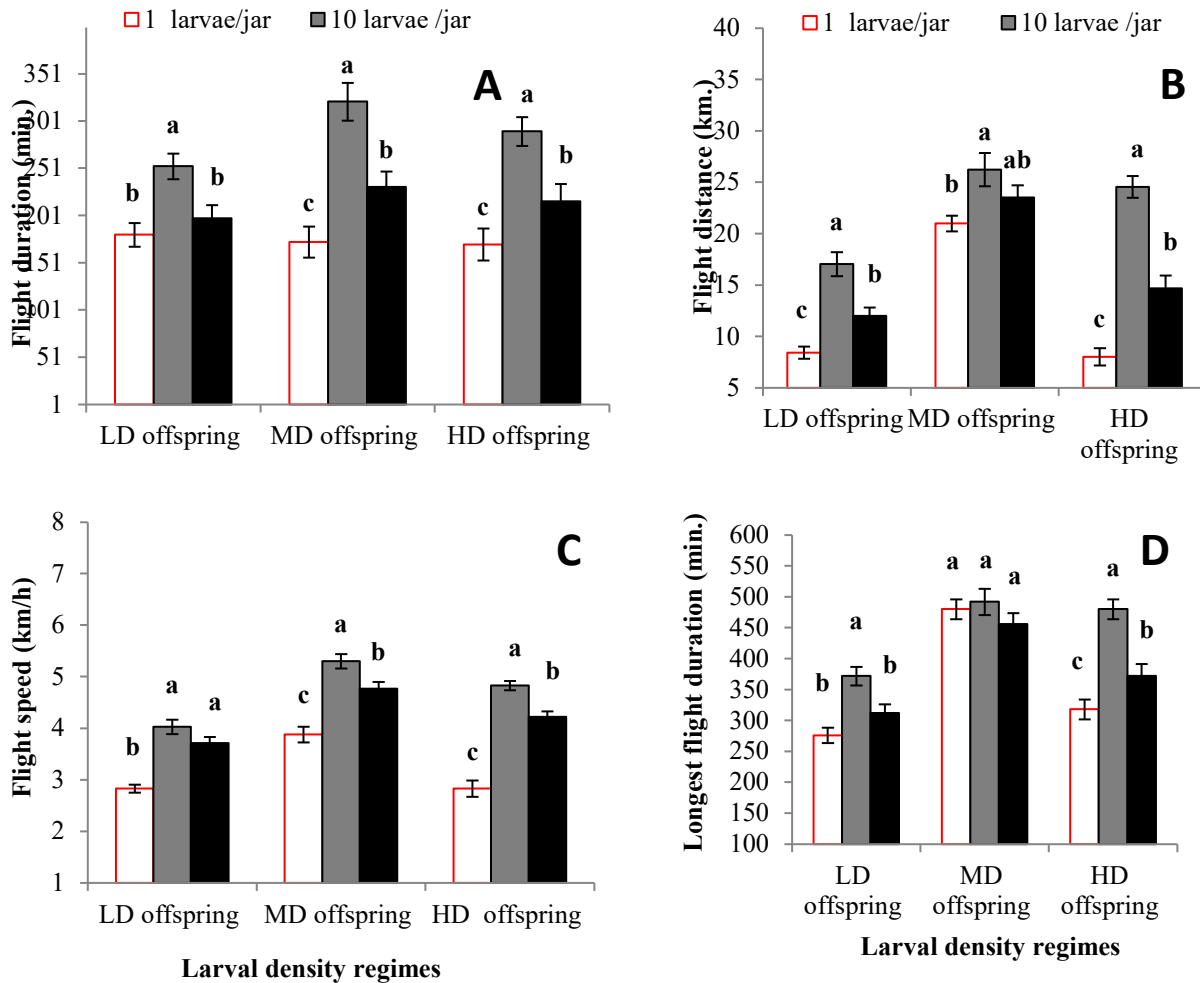 1 larvae/jar 10 larvae /jar
A
Flight duration (min.)
351
301
251
201
151
101
51
1
b a b
c a b
c a b
LD offspring MD offspring HD offspring
1 larvae/jar 10 larvae /jar
B
Flight distance (km.)
40
35
30
25
20
15
10
5
c a b
b a ab
c a b
LD offspring MD offspring HD
offspring
C
Flight speed (km/h)
8
7
6
5
4
3
2
1
b a a
c a b
c a b
LD offspring MD offspring HD offspring
Larval density regimes
D
Longest flight duration (min.)
600
550
500
450
400
350
300
250
200
150
100
b a b
a a a
c a b
LD MD HD
offspring offspring offspring
Larval density regimes